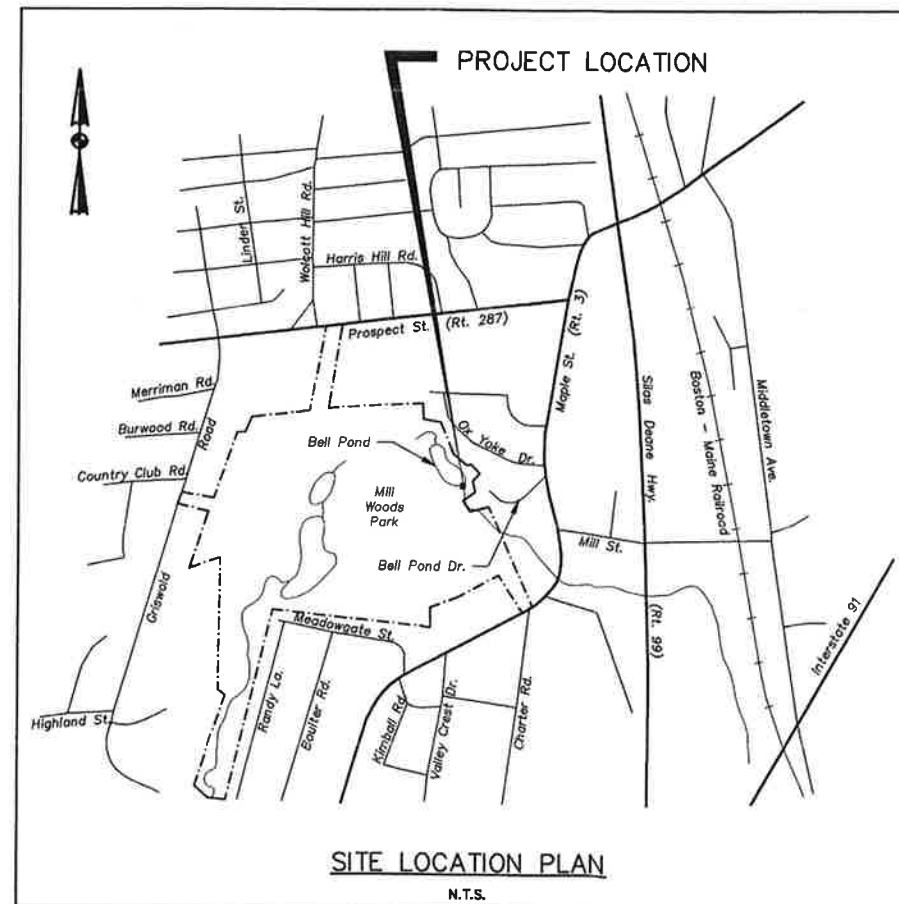 PROJECT LOCATION
Linden St.
Wolcott Hill Rd.
Harris Hill Rd.
Prospect St. (Rt. 287)
Maple St. (Rt. 3)
Merriman Rd.
Burwood Rd.
Country Club Rd.
Griswold Road
Bell Pond
Ox Yoke Dr.
Mill
Woods
Park
Bell Pond Dr.
Mill St.
Silas Deane Hwy.
(Rt. 99)
Boston - Maine Railroad
Middletown Ave.
Interstate 91
Meadowgate St.
Randy La.
Boulter Rd.
Kimball Rd
Valley Crest Dr.
Charter Rd.
Highland St.
SITE LOCATION PLAN
N.T.S.